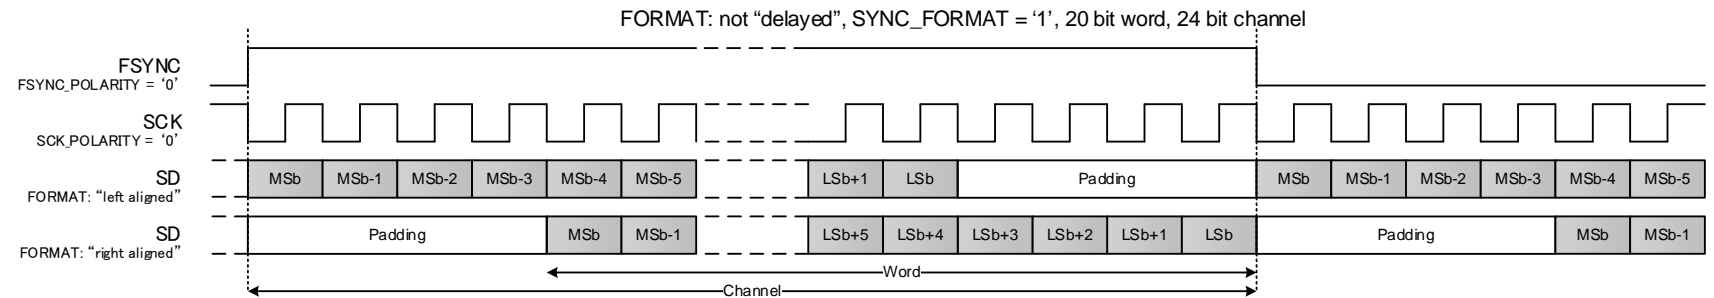 FORMAT: not “delayed”, SYNC_FORMAT = ‘1’, 20 bit word, 24 bit channel
FSYNC
FSYNC_POLARITY = ‘0’
SCK
SCK_POLARITY = ‘0’
SD MSb MSb-1 MSb-2 MSb-3 MSb-4 MSb-5 LSb+1 LSb Padding MSb MSb-1 MSb-2 MSb-3 MSb-4 MSb-5
FORMAT: “left aligned”
SD Padding MSb MSb-1 LSb+5 LSb+4 LSb+3 LSb+2 LSb+1 LSb Padding MSb MSb-1
FORMAT: “right aligned”
Word
Channel